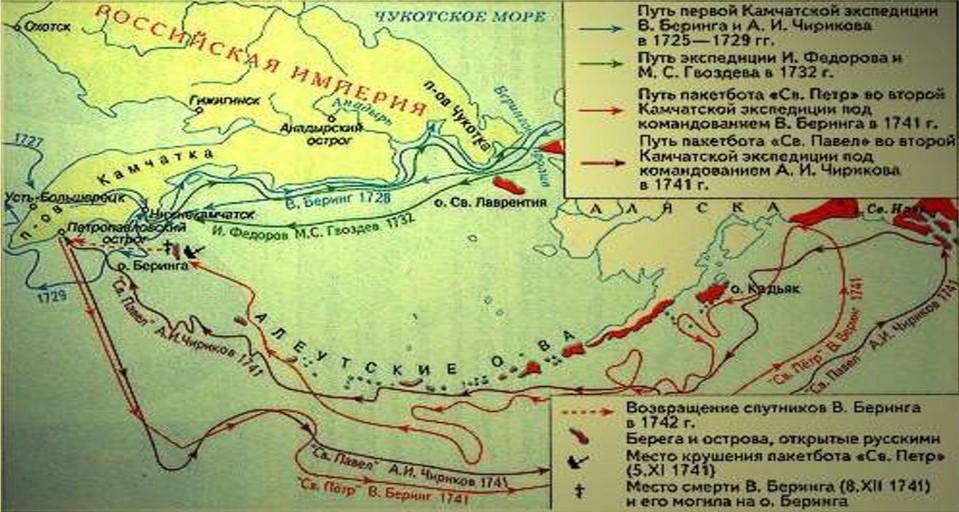 Путь первой Камчатской экспедиции
В. Беринга и А. И. Чирикова
в 1725—1729 гг.
Путь экспедиции И. Федорова и
М. С. Гвоздева в 1732 г.
Путь пакетбота «Св. Петр» во второй
Камчатской экспедиции под
командованием В. Беринга в 1741 г.
Путь пакетбота «Св. Павел» во второй
Камчатской экспедиции под
командованием А. И. Чирикова
в 1741 г.
ЧУКОТСКОЕ МОРЕ
Охотск
РОССИЙСКАЯ ИМПЕРИЯ
Гижигинск
Анадырь
Анадырский
острог
п-ов Чукотка
Берингов
пролив
1727
п-ов Камчатка
Усть-Большерецк
Нижнекамчатск
Петропавловский
острог
о. Беринга
1729
В. Беринг 1728
И. Федоров М.С. Гвоздев 1732
о. Св. Лаврентия
АЛЯСКА
о. Кадьяк
АЛЕУТСКИЕ О-ВА
"Св. Павел" А.И. Чириков 1741
"Св. Пётр" В. Беринг 1741
"Св. Павел" А.И. Чириков 1741
"Св. Павел" А.И. Чириков 1741
"Св. Пётр" В. Беринг 1741
Возвращение спутников В. Беринга
в 1742 г.
Берега и острова, открытые русскими
Место крушения пакетбота «Св. Петр»
(5.XI 1741)
Место смерти В. Беринга (8.XII 1741)
и его могила на о. Беринга